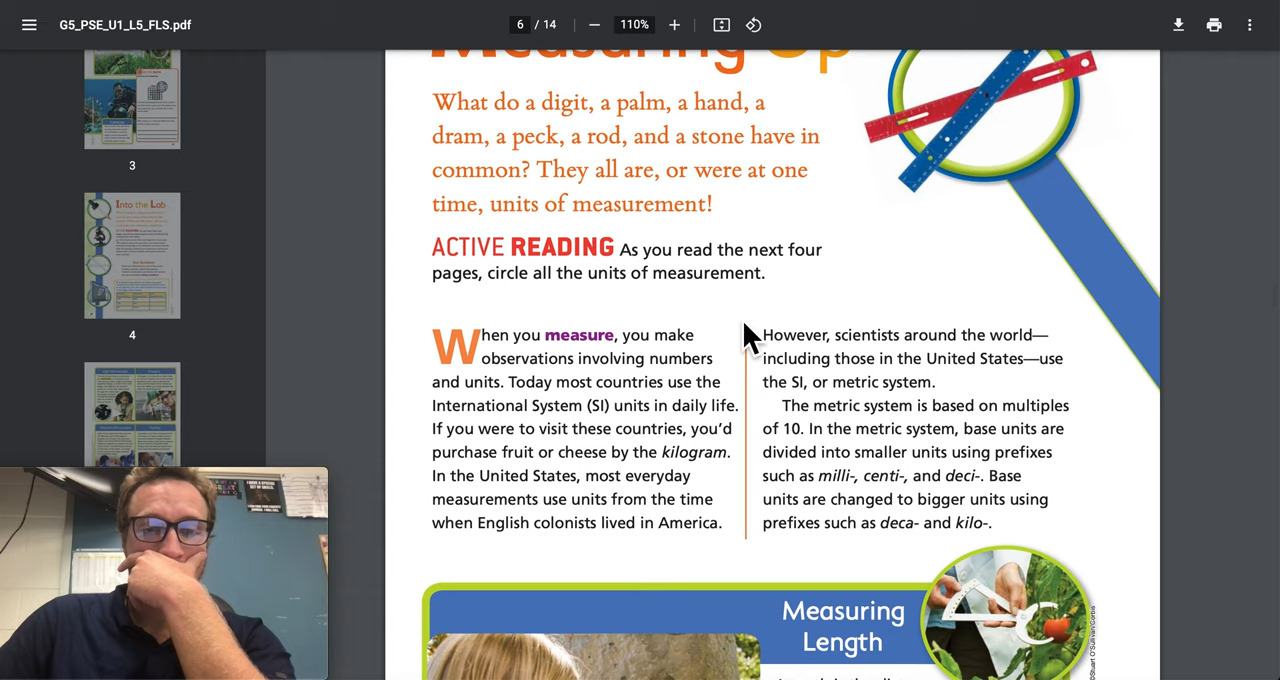 G5_PSE_U1_L5_FLS.pdf
6 / 14
110%
3
Into the Lab
4
Measuring Up
What do a digit, a palm, a hand, a
dram, a peck, a rod, and a stone have in
common? They all are, or were at one
time, units of measurement!
ACTIVE READING As you read the next four
pages, circle all the units of measurement.
When you measure, you make
observations involving numbers
and units. Today most countries use the
International System (SI) units in daily life.
If you were to visit these countries, you'd
purchase fruit or cheese by the kilogram.
In the United States, most everyday
measurements use units from the time
when English colonists lived in America.
However, scientists around the world—
including those in the United States—use
the SI, or metric system.
The metric system is based on multiples
of 10. In the metric system, base units are
divided into smaller units using prefixes
such as milli-, centi-, and deci-. Base
units are changed to bigger units using
prefixes such as deca- and kilo-.
Measuring
Length
©Stuart O'Sullivan/Corbis